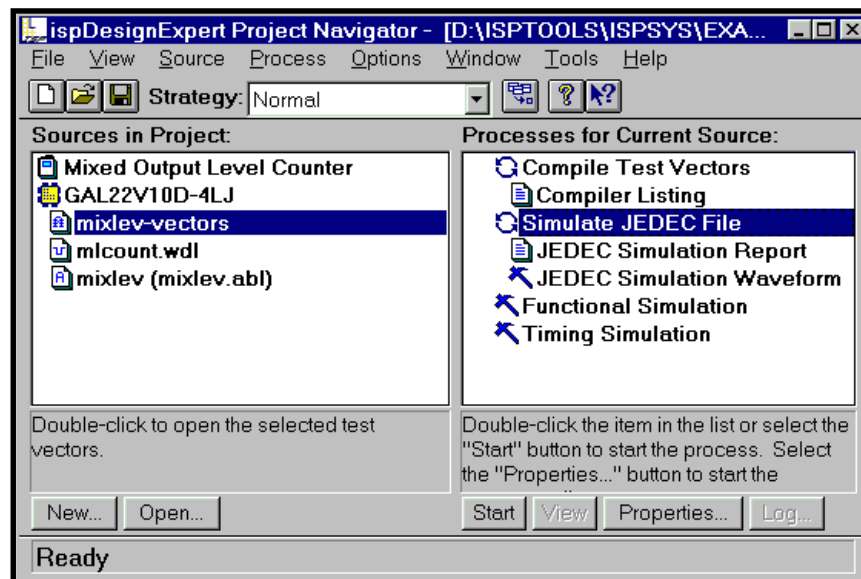 ispDesignExpert Project Navigator - [D:\ISPTOOLS\ISPSYS\EXA...
File View Source Process Options Window Tools Help
Strategy: Normal
Sources in Project:
Mixed Output Level Counter
GAL22V10D-4LJ
mixlev-vectors
mlcount.wdl
mixlev (mixlev.abl)
Double-click to open the selected test
vectors.
New... Open...
Processes for Current Source:
Compile Test Vectors
Compiler Listing
Simulate JEDEC File
JEDEC Simulation Report
JEDEC Simulation Waveform
Functional Simulation
Timing Simulation
Double-click the item in the list or select the
"Start" button to start the process. Select
the "Properties..." button to start the
Start View Properties... Log...
Ready